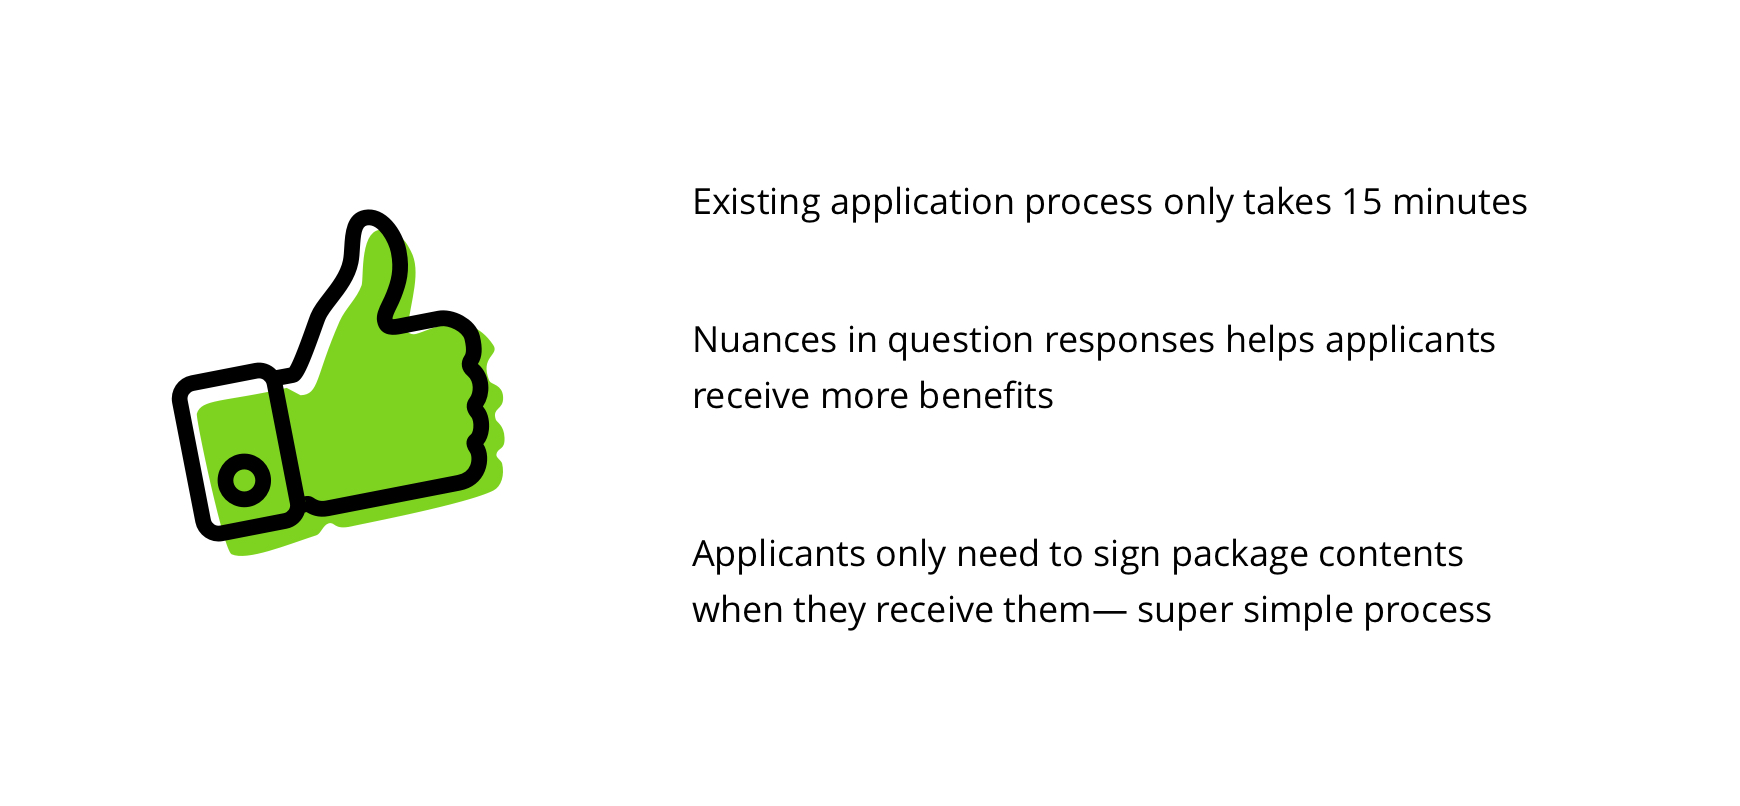 Existing application process only takes 15 minutes
Nuances in question responses helps applicants
receive more benefits
Applicants only need to sign package contents
when they receive them— super simple process